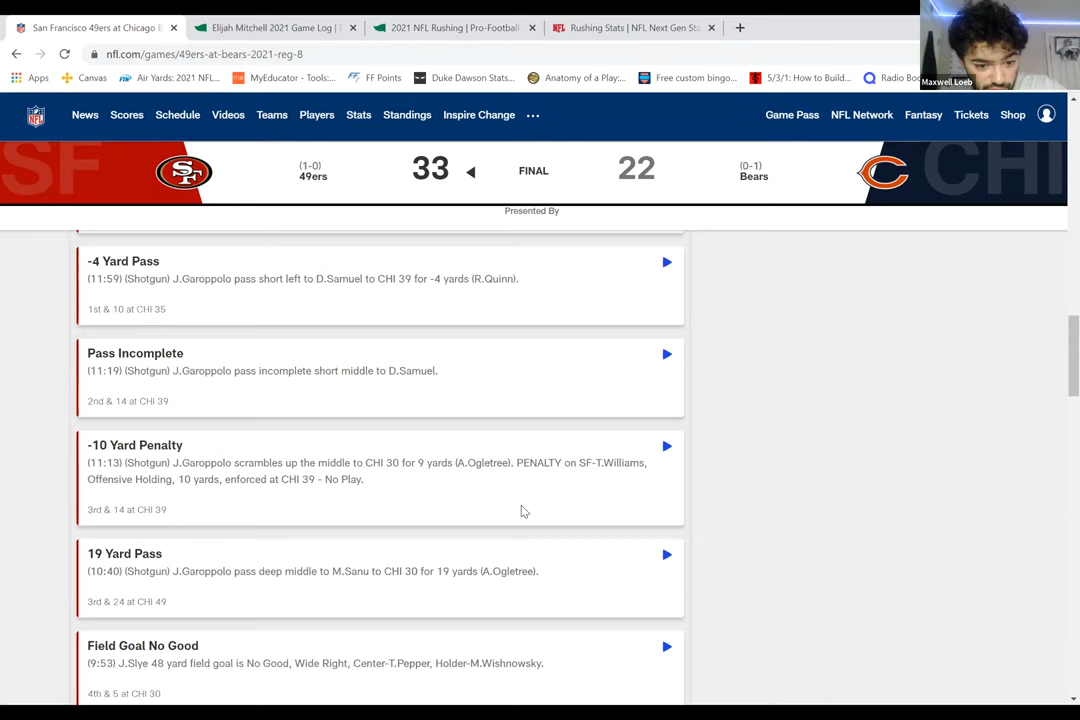 San Francisco 49ers at Chicago B
Elijah Mitchell 2021 Game Log |
2021 NFL Rushing | Pro-Football
Rushing Stats | NFL Next Gen Sta
nfl.com/games/49ers-at-bears-2021-reg-8
Apps
Canvas
Air Yards: 2021 NFL...
MyEducator - Tools:...
FF Points
Duke Dawson Stats...
Anatomy of a Play:...
Free custom bingo...
5/3/1: How to Build...
Radio Boo
Maxwell Loeb
NFL
News
Scores
Schedule
Videos
Teams
Players
Stats
Standings
Inspire Change
Game Pass
NFL Network
Fantasy
Tickets
Shop
SF
(1-0)
49ers
33
FINAL
22
(0-1)
Bears
CHI
Presented By
-4 Yard Pass
(11:59) (Shotgun) J.Garoppolo pass short left to D.Samuel to CHI 39 for -4 yards (R.Quinn).
1st & 10 at CHI 35
Pass Incomplete
(11:19) (Shotgun) J.Garoppolo pass incomplete short middle to D.Samuel.
2nd & 14 at CHI 39
-10 Yard Penalty
(11:13) (Shotgun) J.Garoppolo scrambles up the middle to CHI 30 for 9 yards (A.Ogletree). PENALTY on SF-T.Williams,
Offensive Holding, 10 yards, enforced at CHI 39 - No Play.
3rd & 14 at CHI 39
19 Yard Pass
(10:40) (Shotgun) J.Garoppolo pass deep middle to M.Sanu to CHI 30 for 19 yards (A.Ogletree).
3rd & 24 at CHI 49
Field Goal No Good
(9:53) J.Slye 48 yard field goal is No Good, Wide Right, Center-T.Pepper, Holder-M.Wishnowsky.
4th & 5 at CHI 30